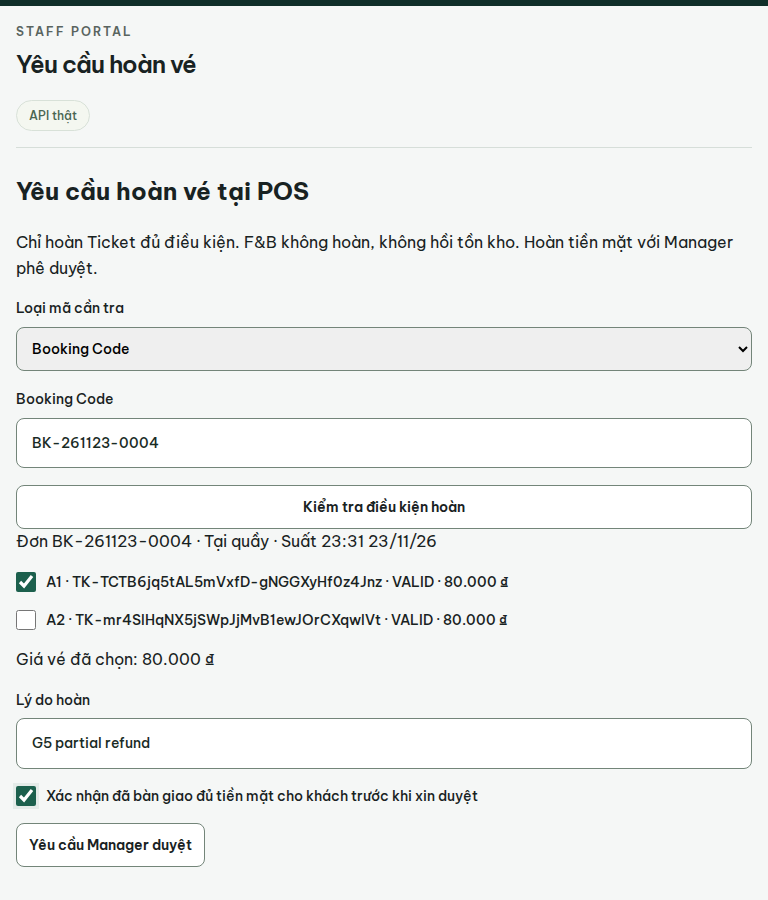 STAFF PORTAL
Yêu cầu hoàn vé
API thật
Yêu cầu hoàn vé tại POS
Chỉ hoàn Ticket đủ điều kiện. F&B không hoàn, không hồi tồn kho. Hoàn tiền mặt với Manager
phê duyệt.
Loại mã cần tra
Booking Code
Booking Code
BK-261123-0004
Kiểm tra điều kiện hoàn
Đơn BK-261123-0004 · Tại quầy · Suất 23:31 23/11/26
A1 · TK-TCTB6jq5tAL5mVxfD-gNGGXyHf0z4Jnz · VALID · 80.000 ₫
A2 · TK-mr4SlHqNX5jSWpJjMvB1ewJOrCXqwlVt · VALID · 80.000 ₫
Giá vé đã chọn: 80.000 ₫
Lý do hoàn
G5 partial refund
Xác nhận đã bàn giao đủ tiền mặt cho khách trước khi xin duyệt
Yêu cầu Manager duyệt